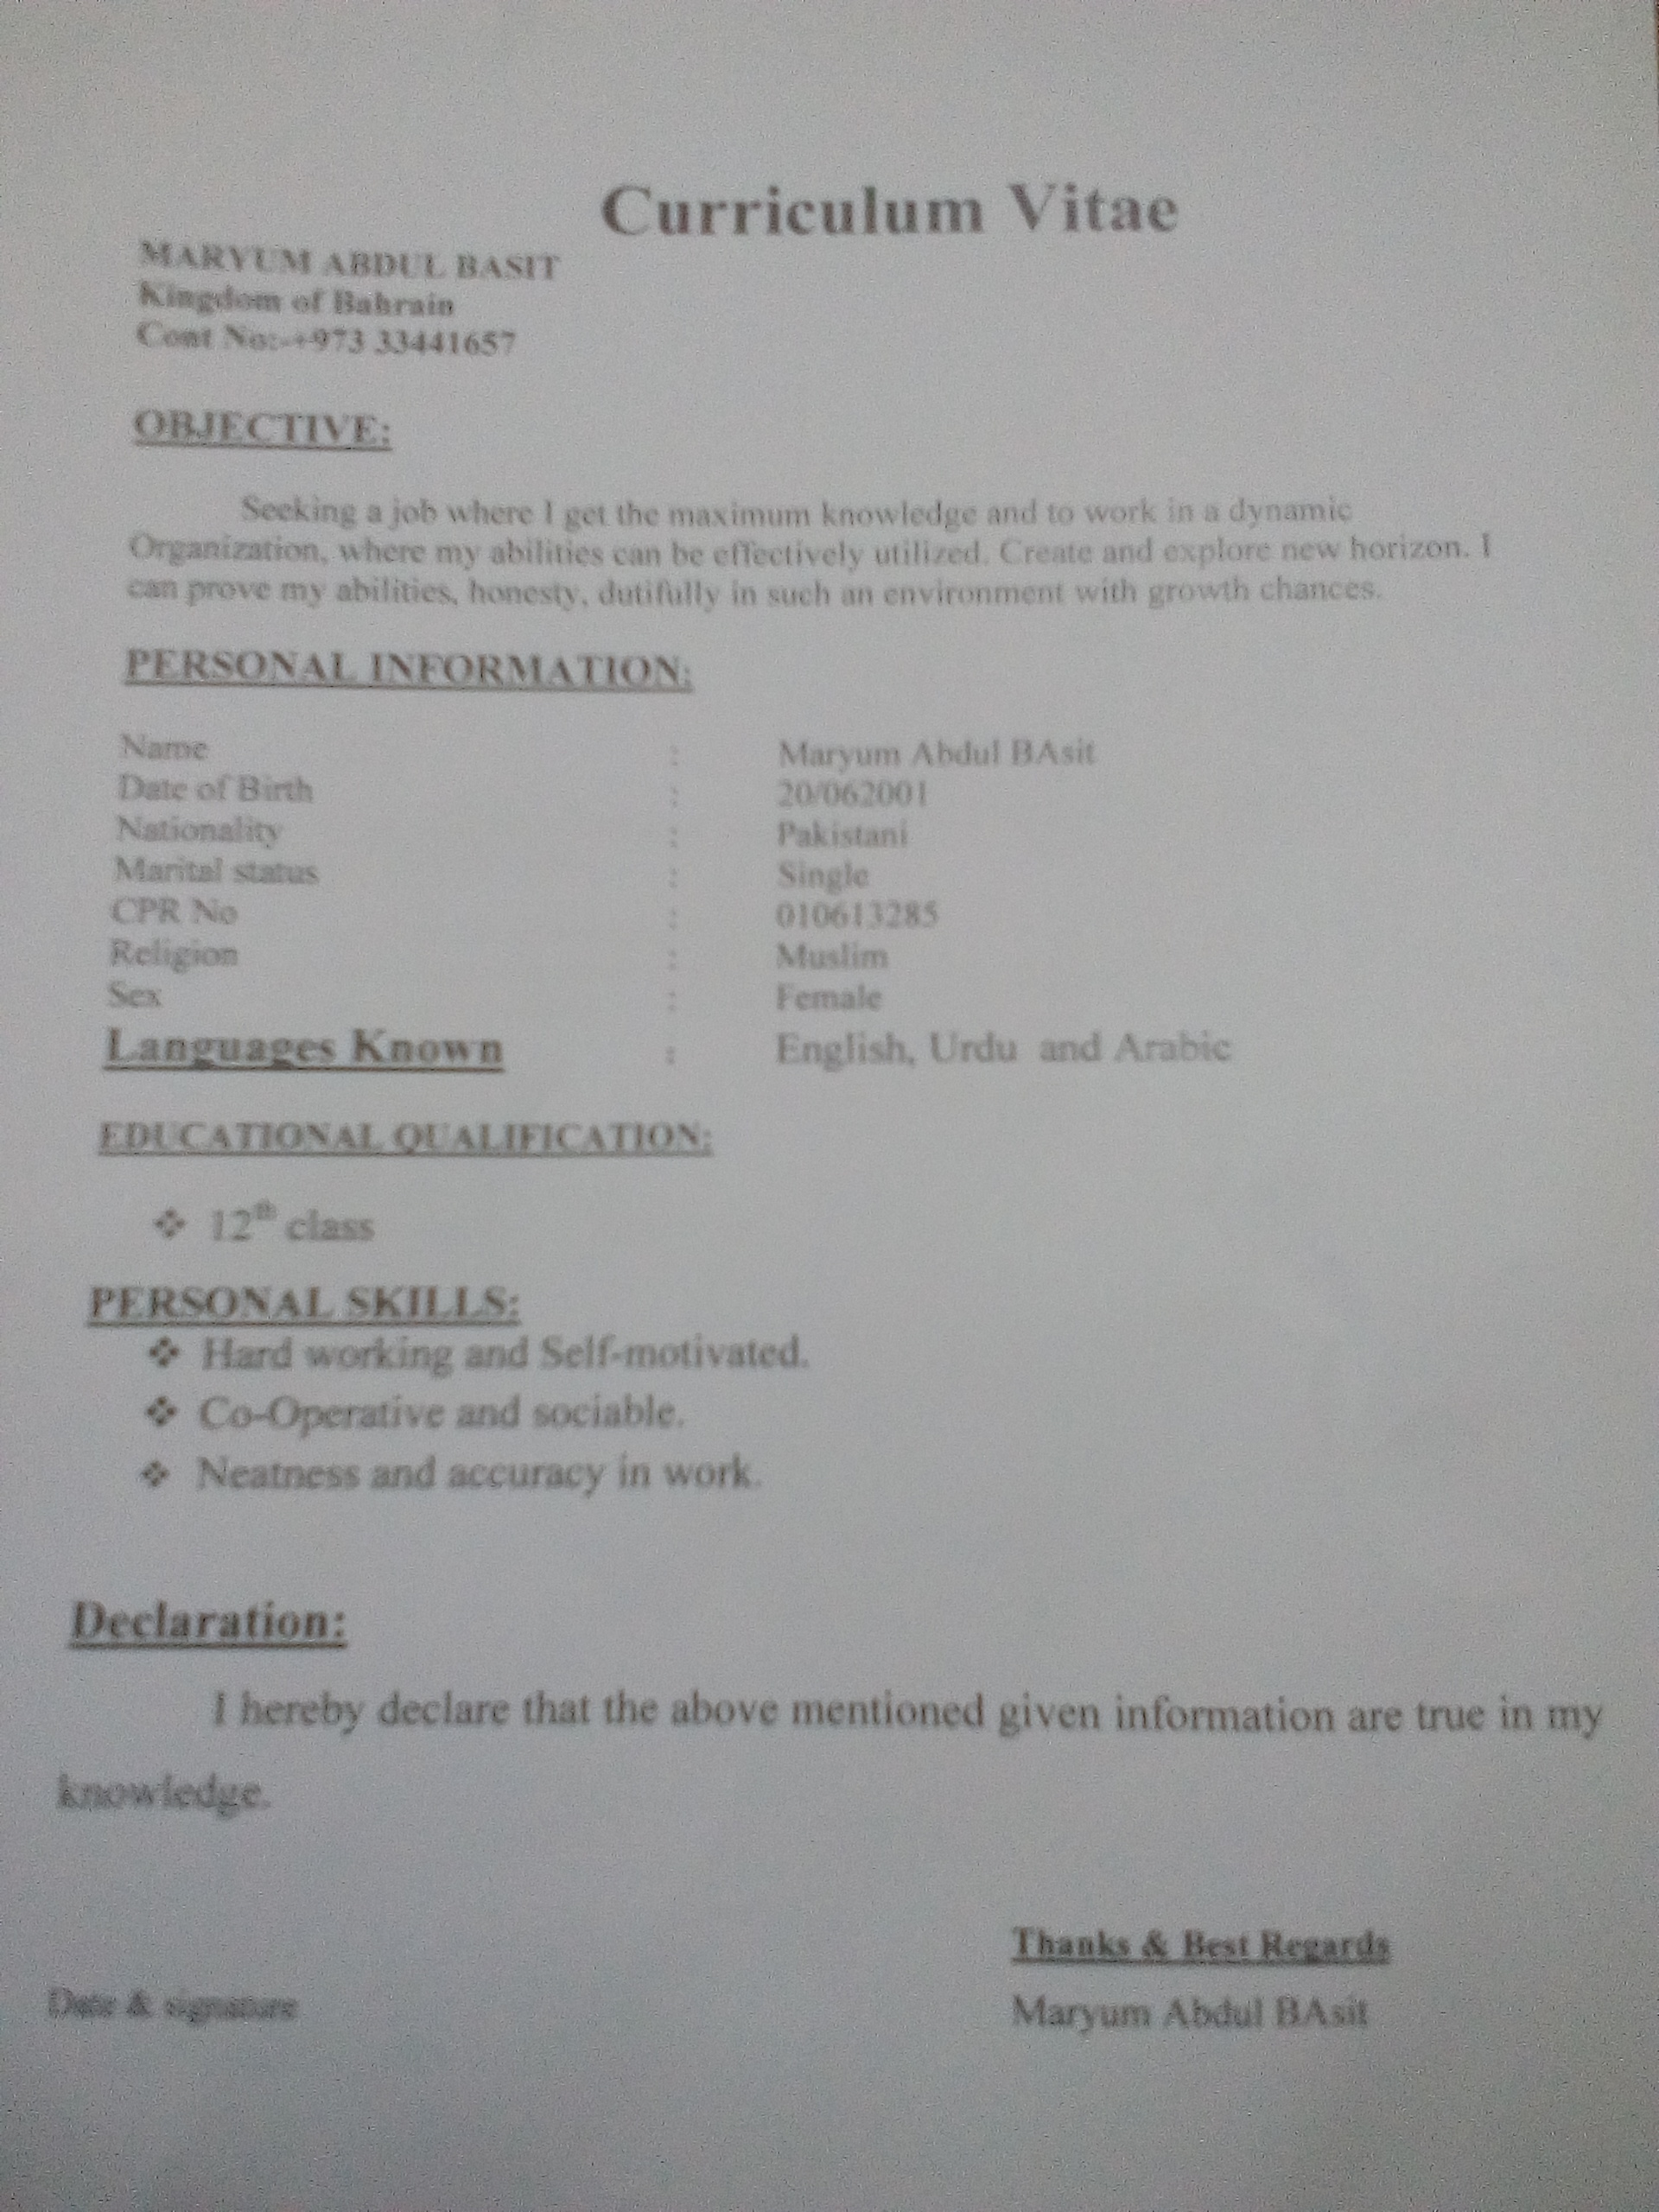 Curriculum Vitae
MARYUM ABDUL BASIT
Kingdom of Bahrain
Cont No:-+973 33441657
OBJECTIVE:
Seeking a job where I get the maximum knowledge and to work in a dynamic
Organization, where my abilities can be effectively utilized. Create and explore new horizon. I
can prove my abilities, honesty, dutifully in such an environment with growth chances.
PERSONAL INFORMATION:
Name : Maryum Abdul BAsit
Date of Birth : 20/062001
Nationality : Pakistani
Marital status : Single
CPR No : 010613285
Religion : Muslim
Sex : Female
Languages Known : English, Urdu and Arabic
EDUCATIONAL QUALIFICATION:
❖ 12th class
PERSONAL SKILLS:
❖ Hard working and Self-motivated.
❖ Co-Operative and sociable.
❖ Neatness and accuracy in work.
Declaration:
I hereby declare that the above mentioned given information are true in my
knowledge.
Thanks & Best Regards
Date & signature
Maryum Abdul BAsit